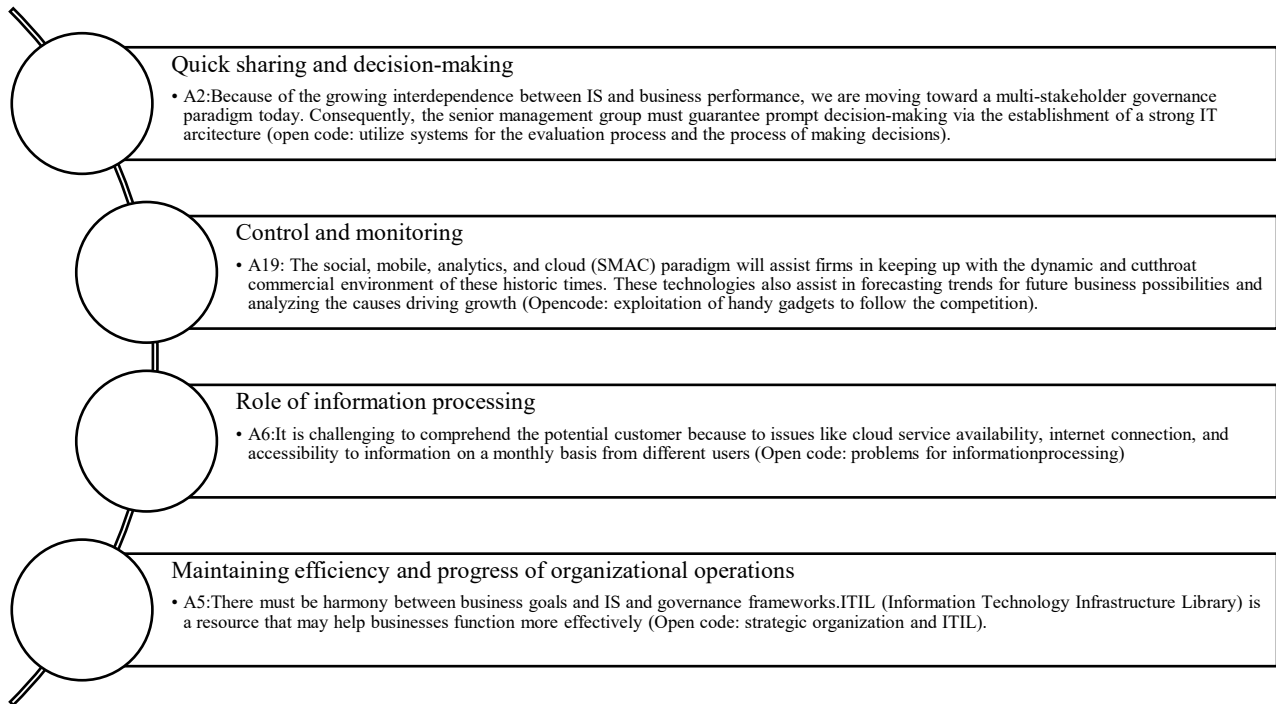 Quick sharing and decision-making
• A2:Because of the growing interdependence between IS and business performance, we are moving toward a multi-stakeholder governance
paradigm today. Consequently, the senior management group must guarantee prompt decision-making via the establishment of a strong IT
arcitecture (open code: utilize systems for the evaluation process and the process of making decisions).
Control and monitoring
• A19: The social, mobile, analytics, and cloud (SMAC) paradigm will assist firms in keeping up with the dynamic and cutthroat
commercial environment of these historic times. These technologies also assist in forecasting trends for future business possibilities and
analyzing the causes driving growth (Opencode: exploitation of handy gadgets to follow the competition).
Role of information processing
• A6:It is challenging to comprehend the potential customer because to issues like cloud service availability, internet connection, and
accessibility to information on a monthly basis from different users (Open code: problems for informationprocessing)
Maintaining efficiency and progress of organizational operations
• A5:There must be harmony between business goals and IS and governance frameworks.ITIL (Information Technology Infrastructure Library) is
a resource that may help businesses function more effectively (Open code: strategic organization and ITIL).